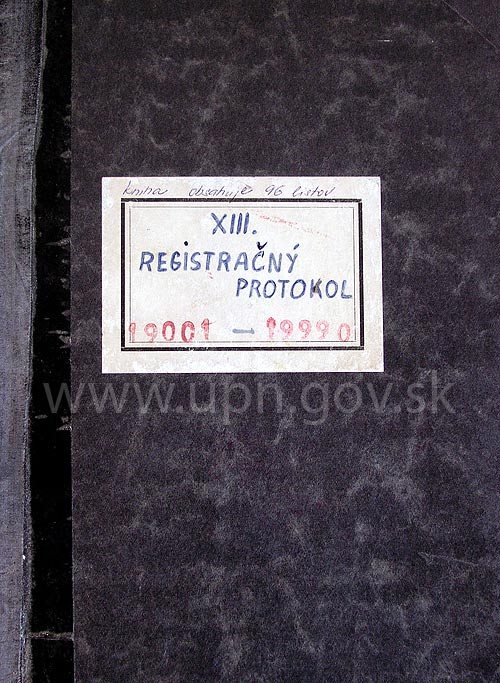 kniha obsahuje 96 listov
XIII.
REGISTRAČNÝ
PROTOKOL
19001 — 19990
www.upn.gov.sk